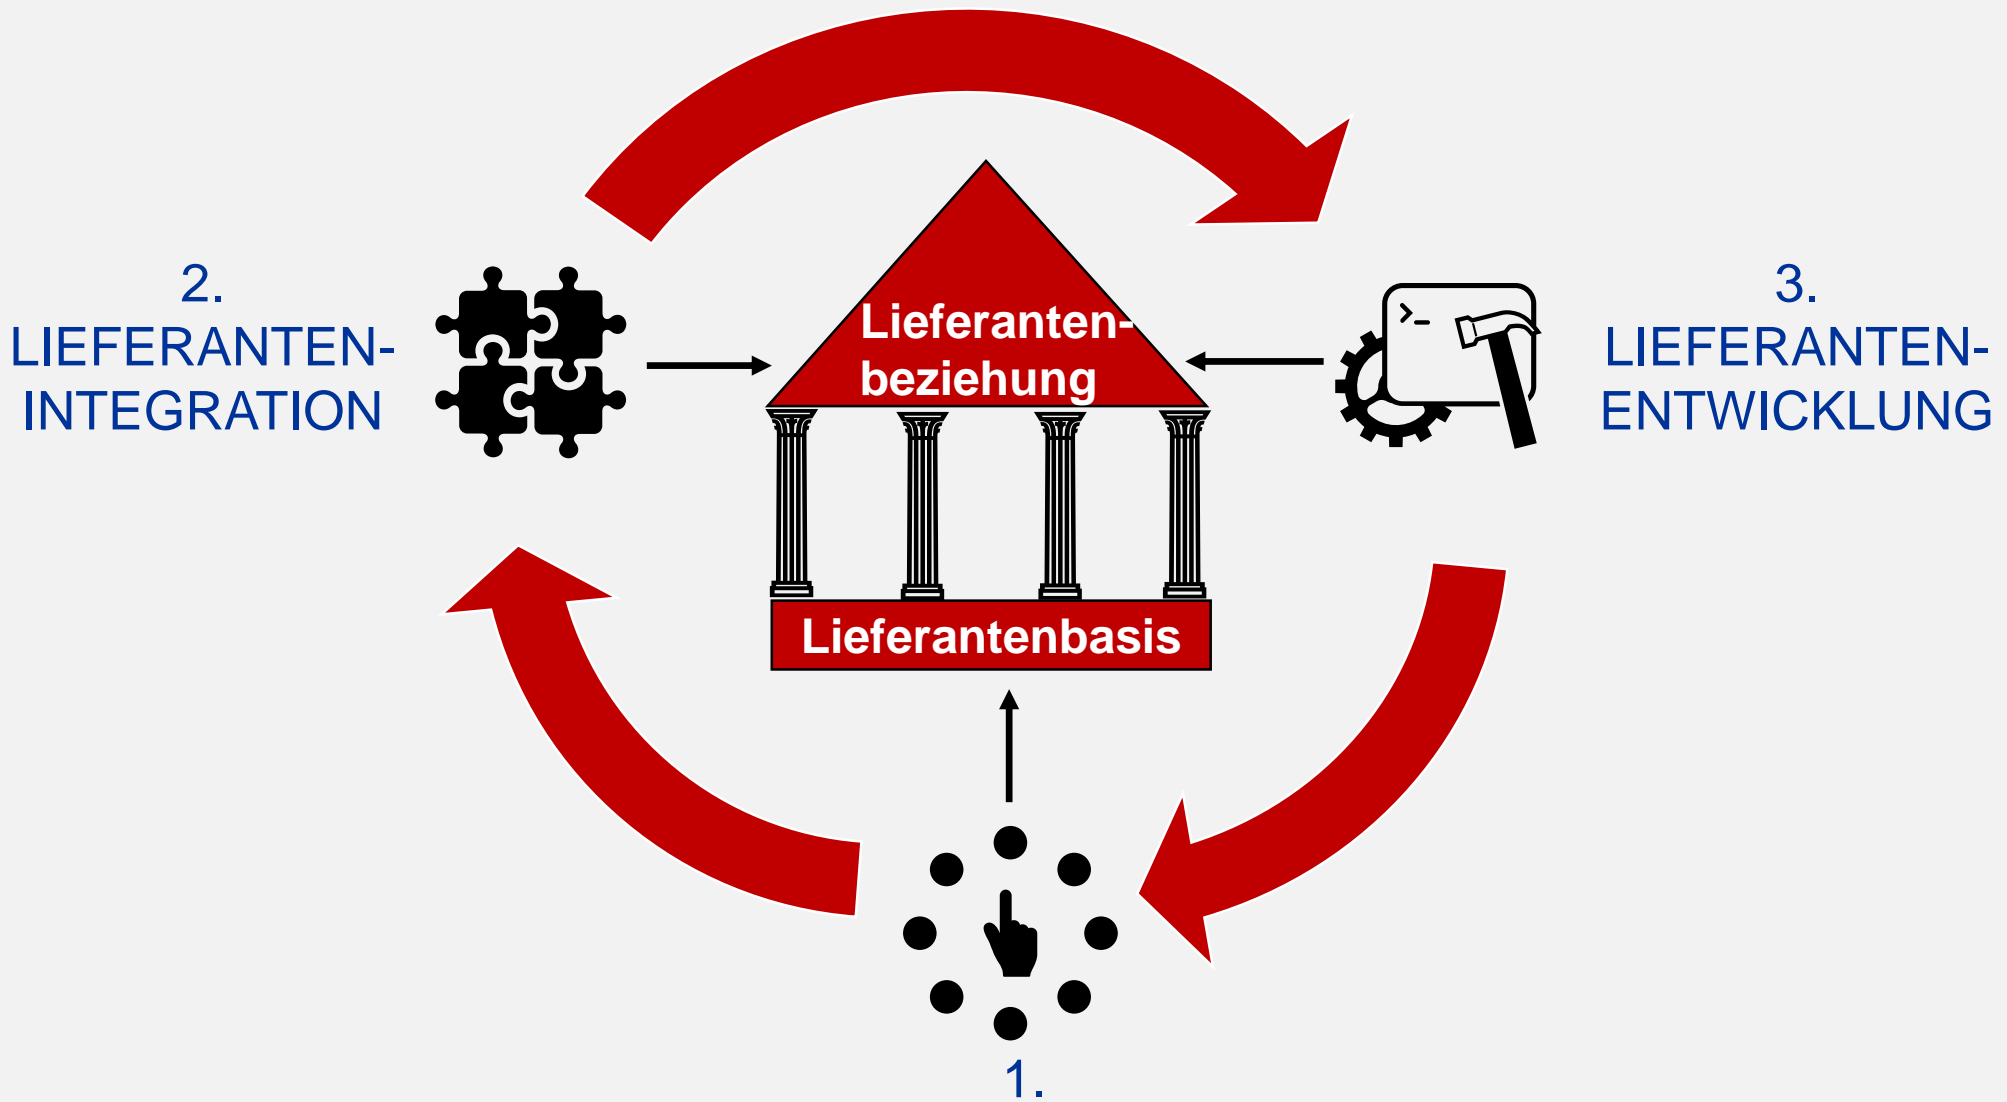 2.
LIEFERANTEN-
INTEGRATION
Lieferanten-
beziehung
3.
LIEFERANTEN-
ENTWICKLUNG
>_
Lieferantenbasis
1.